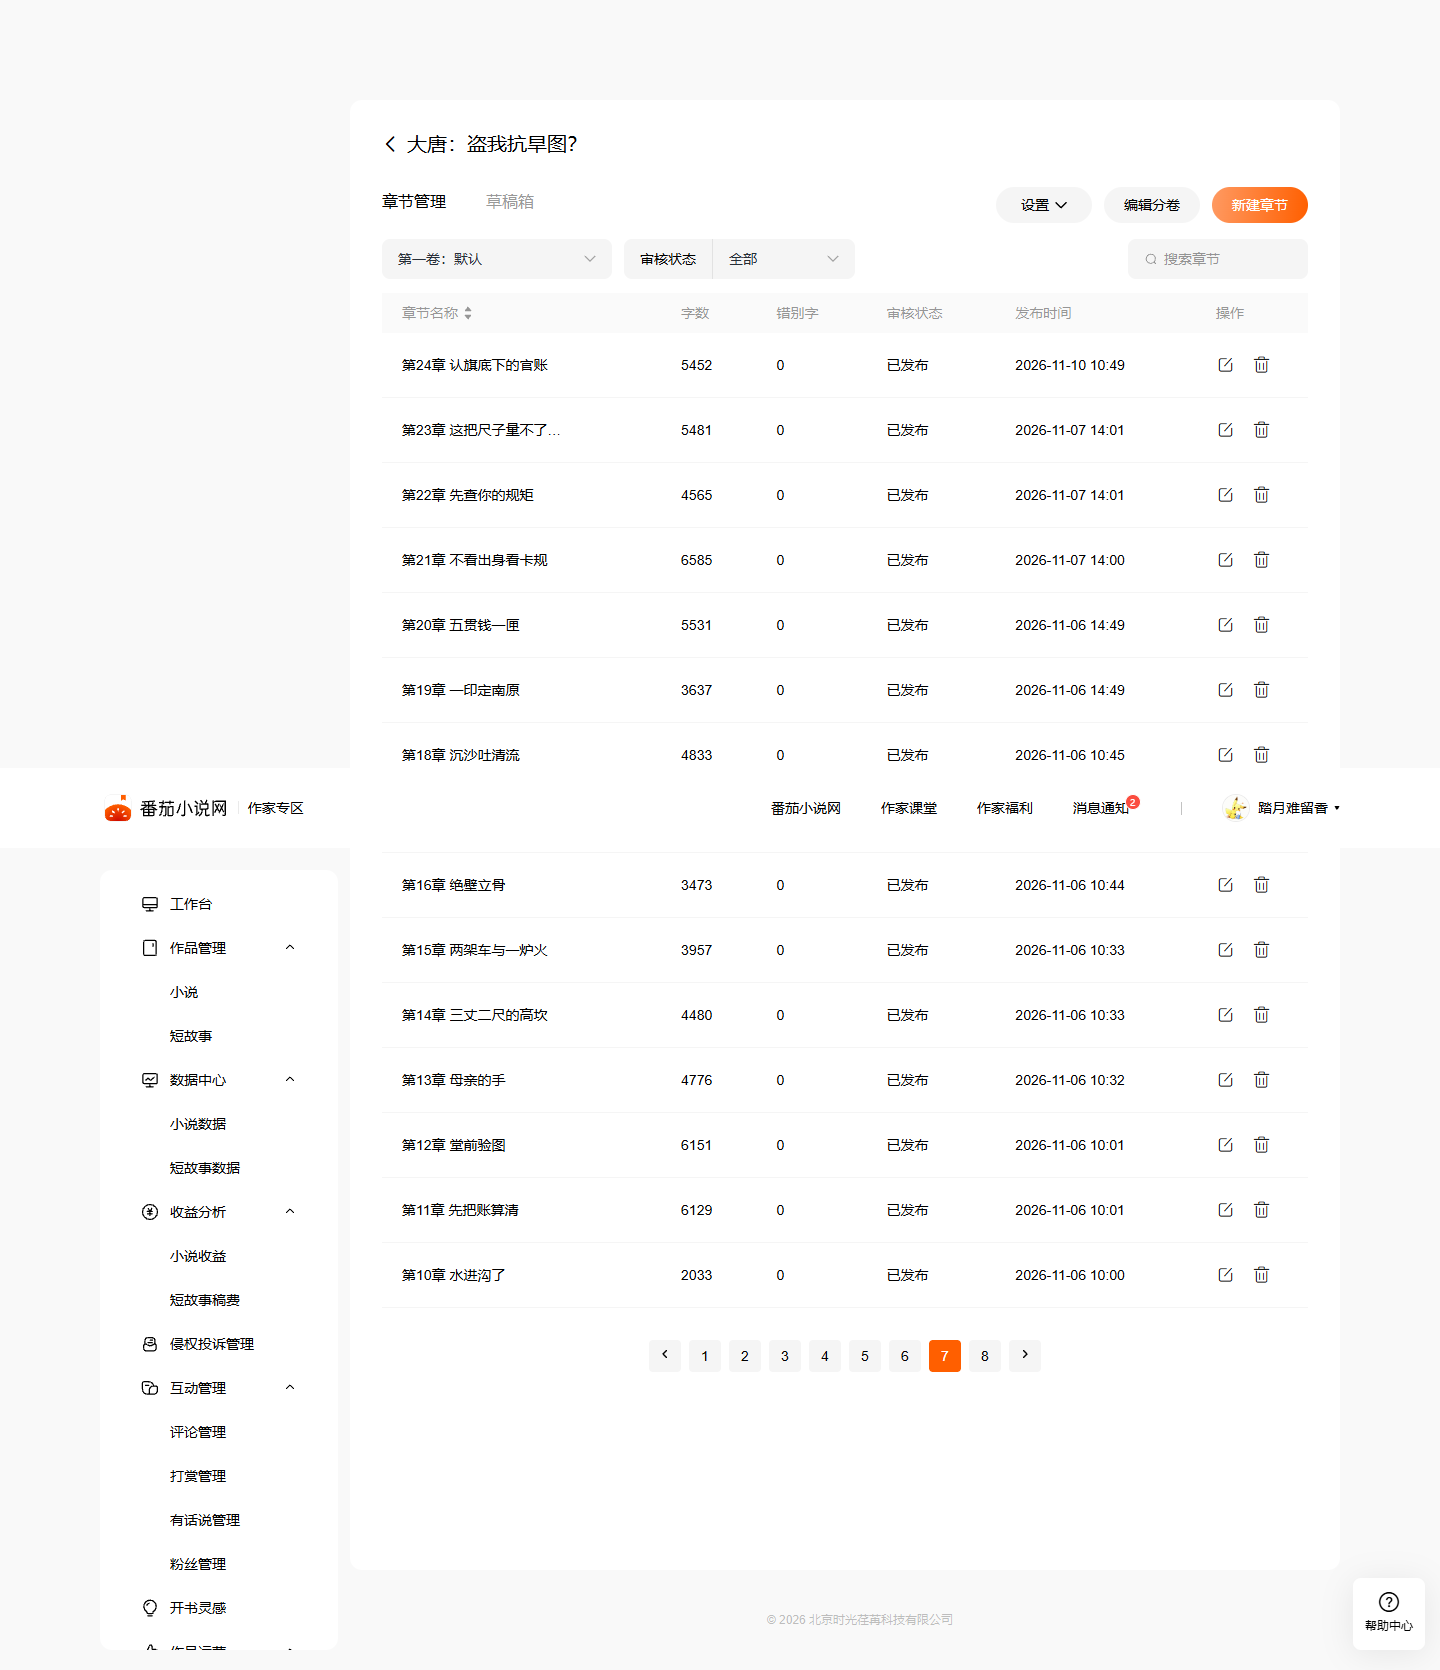 大唐：盗我抗旱图？
章节管理 草稿箱 设置 编辑分卷 新建章节
第一卷：默认 审核状态 全部 搜索章节
章节名称 字数 错别字 审核状态 发布时间 操作
第24章 认旗底下的官账 5452 0 已发布 2026-11-10 10:49
第23章 这把尺子量不了... 5481 0 已发布 2026-11-07 14:01
第22章 先查你的规矩 4565 0 已发布 2026-11-07 14:01
第21章 不看出身看卡规 6585 0 已发布 2026-11-07 14:00
第20章 五贯钱一匣 5531 0 已发布 2026-11-06 14:49
第19章 一印定南原 3637 0 已发布 2026-11-06 14:49
第18章 沉沙吐清流 4833 0 已发布 2026-11-06 10:45
番茄小说网 作家专区 番茄小说网 作家课堂 作家福利 消息通知 2 踏月难留香
第16章 绝壁立骨 3473 0 已发布 2026-11-06 10:44
第15章 两架车与一炉火 3957 0 已发布 2026-11-06 10:33
第14章 三丈二尺的高坎 4480 0 已发布 2026-11-06 10:33
第13章 母亲的手 4776 0 已发布 2026-11-06 10:32
第12章 堂前验图 6151 0 已发布 2026-11-06 10:01
第11章 先把账算清 6129 0 已发布 2026-11-06 10:01
第10章 水进沟了 2033 0 已发布 2026-11-06 10:00
1 2 3 4 5 6 7 8
工作台
作品管理
小说
短故事
数据中心
小说数据
短故事数据
收益分析
小说收益
短故事稿费
侵权投诉管理
互动管理
评论管理
打赏管理
有话说管理
粉丝管理
开书灵感
© 2026 北京时光荏苒科技有限公司
帮助中心